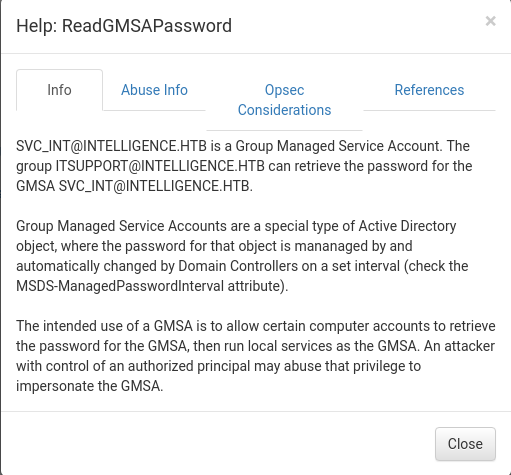 Help: ReadGMSAPassword
×
Info
Abuse Info
Opsec
Considerations
References
SVC_INT@INTELLIGENCE.HTB is a Group Managed Service Account. The
group ITSUPPORT@INTELLIGENCE.HTB can retrieve the password for the
GMSA SVC_INT@INTELLIGENCE.HTB.
Group Managed Service Accounts are a special type of Active Directory
object, where the password for that object is mananaged by and
automatically changed by Domain Controllers on a set interval (check the
MSDS-ManagedPasswordInterval attribute).
The intended use of a GMSA is to allow certain computer accounts to retrieve
the password for the GMSA, then run local services as the GMSA. An attacker
with control of an authorized principal may abuse that privilege to
impersonate the GMSA.
Close